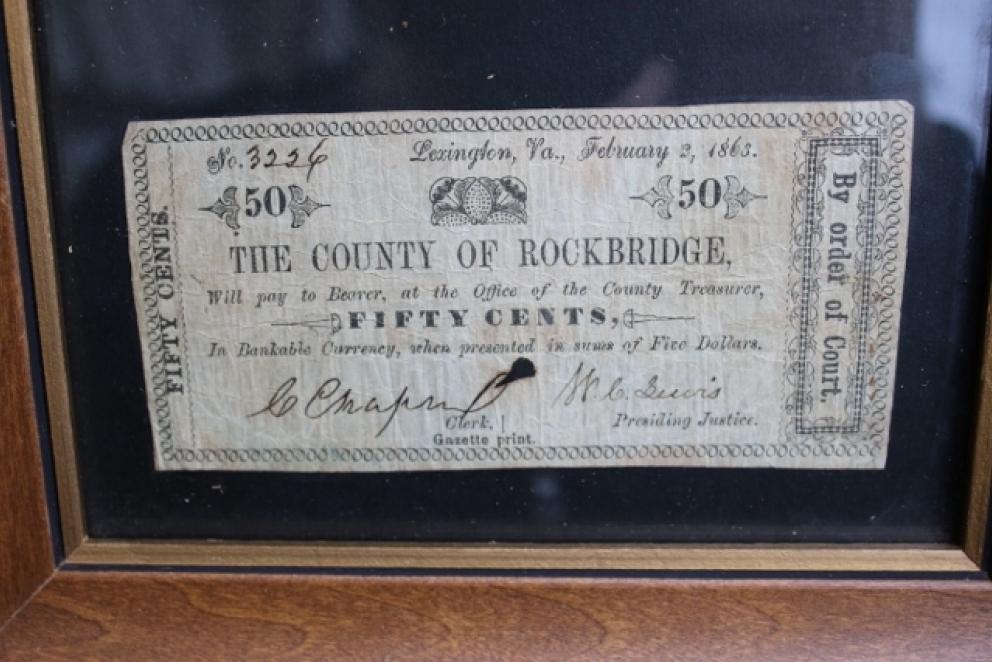 No. 3226
Lexington, Va., February 2, 1863.
50
50
THE COUNTY OF ROCKBRIDGE,
Will pay to Bearer, at the Office of the County Treasurer,
FIFTY CENTS,
In Bankable Currency, when presented in sums of Five Dollars.
C Chapin
W. C. Lewis
Clerk.
Presiding Justice.
Gazette print.
FIFTY CENTS.
By order of Court.